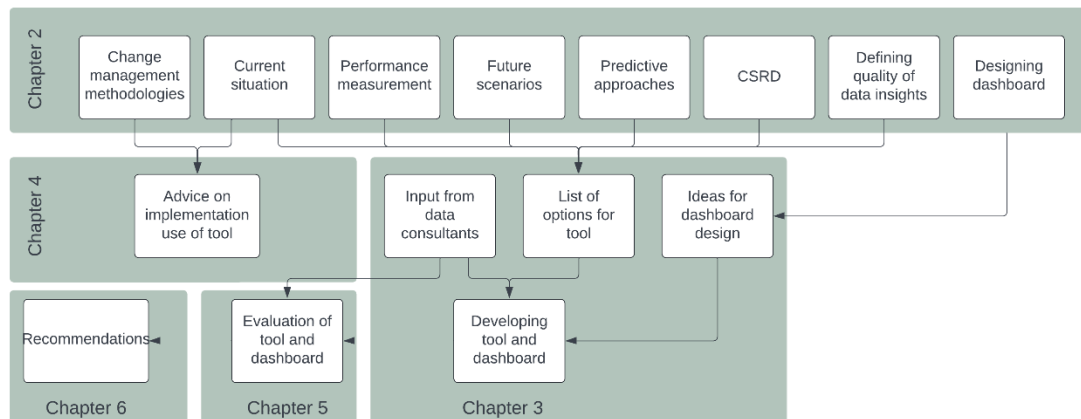 Chapter 2
Change
management
methodologies
Current
situation
Performance
measurement
Future
scenarios
Predictive
approaches
CSRD
Defining
quality of
data insights
Designing
dashboard
Chapter 4
Advice on
implementation
use of tool
Input from
data
consultants
List of
options for
tool
Ideas for
dashboard
design
Recommendations
Evaluation of
tool and
dashboard
Developing
tool and
dashboard
Chapter 6
Chapter 5
Chapter 3